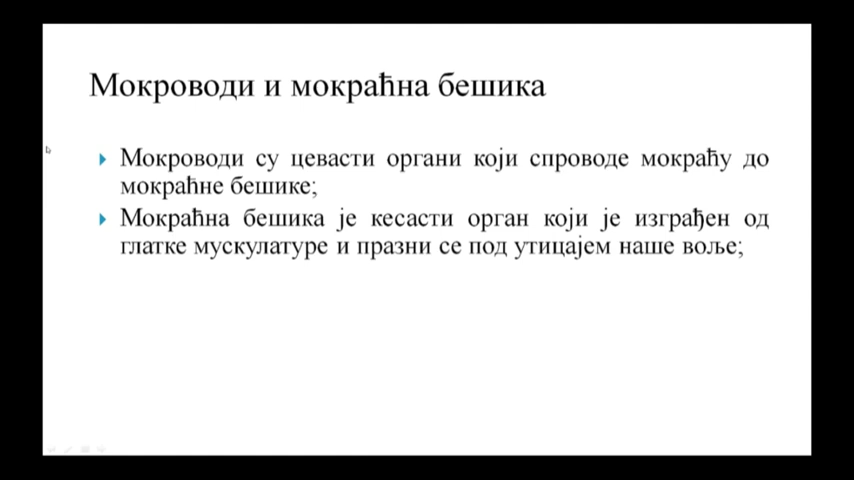 Мокроводи и мокраћна бешика
Мокроводи су цевасти органи који спроводе мокраћу до
мокраћне бешике;
Мокраћна бешика је кесасти орган који је изграђен од
глатке мускулатуре и празни се под утицајем наше воље;